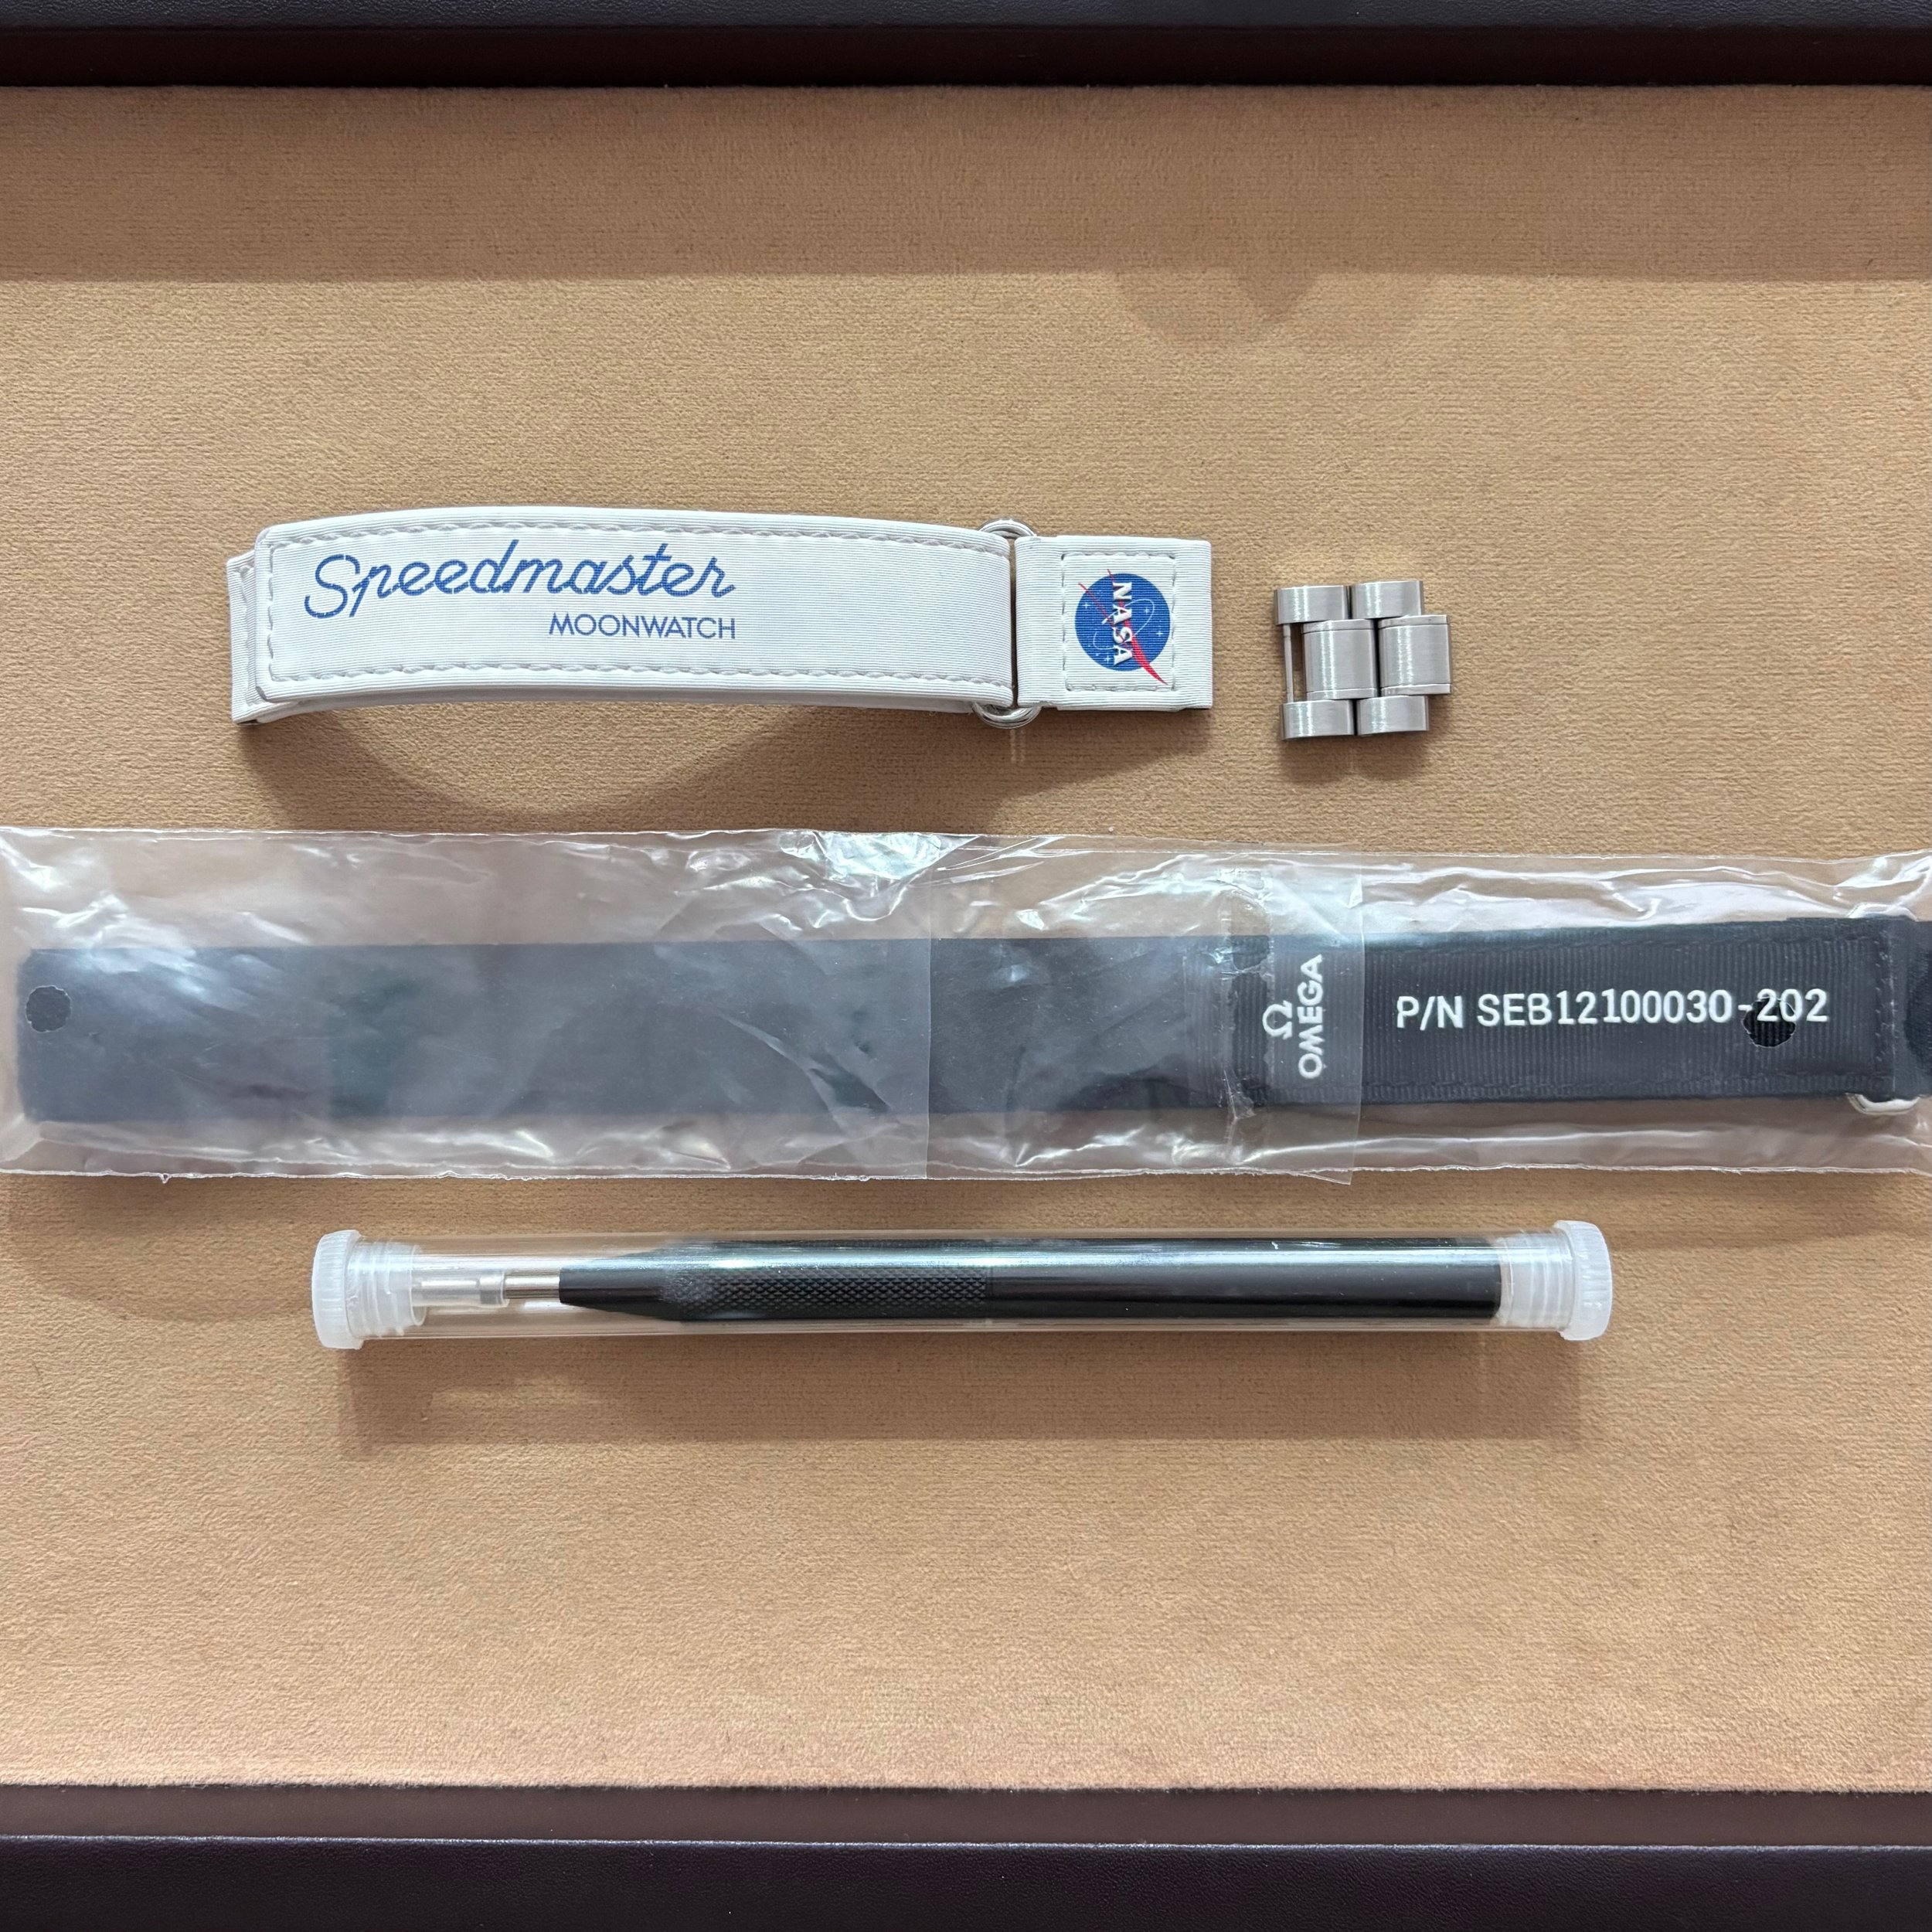 Speedmaster
MOONWATCH
NASA
Ω
OMEGA
P/N SEB12100030-202